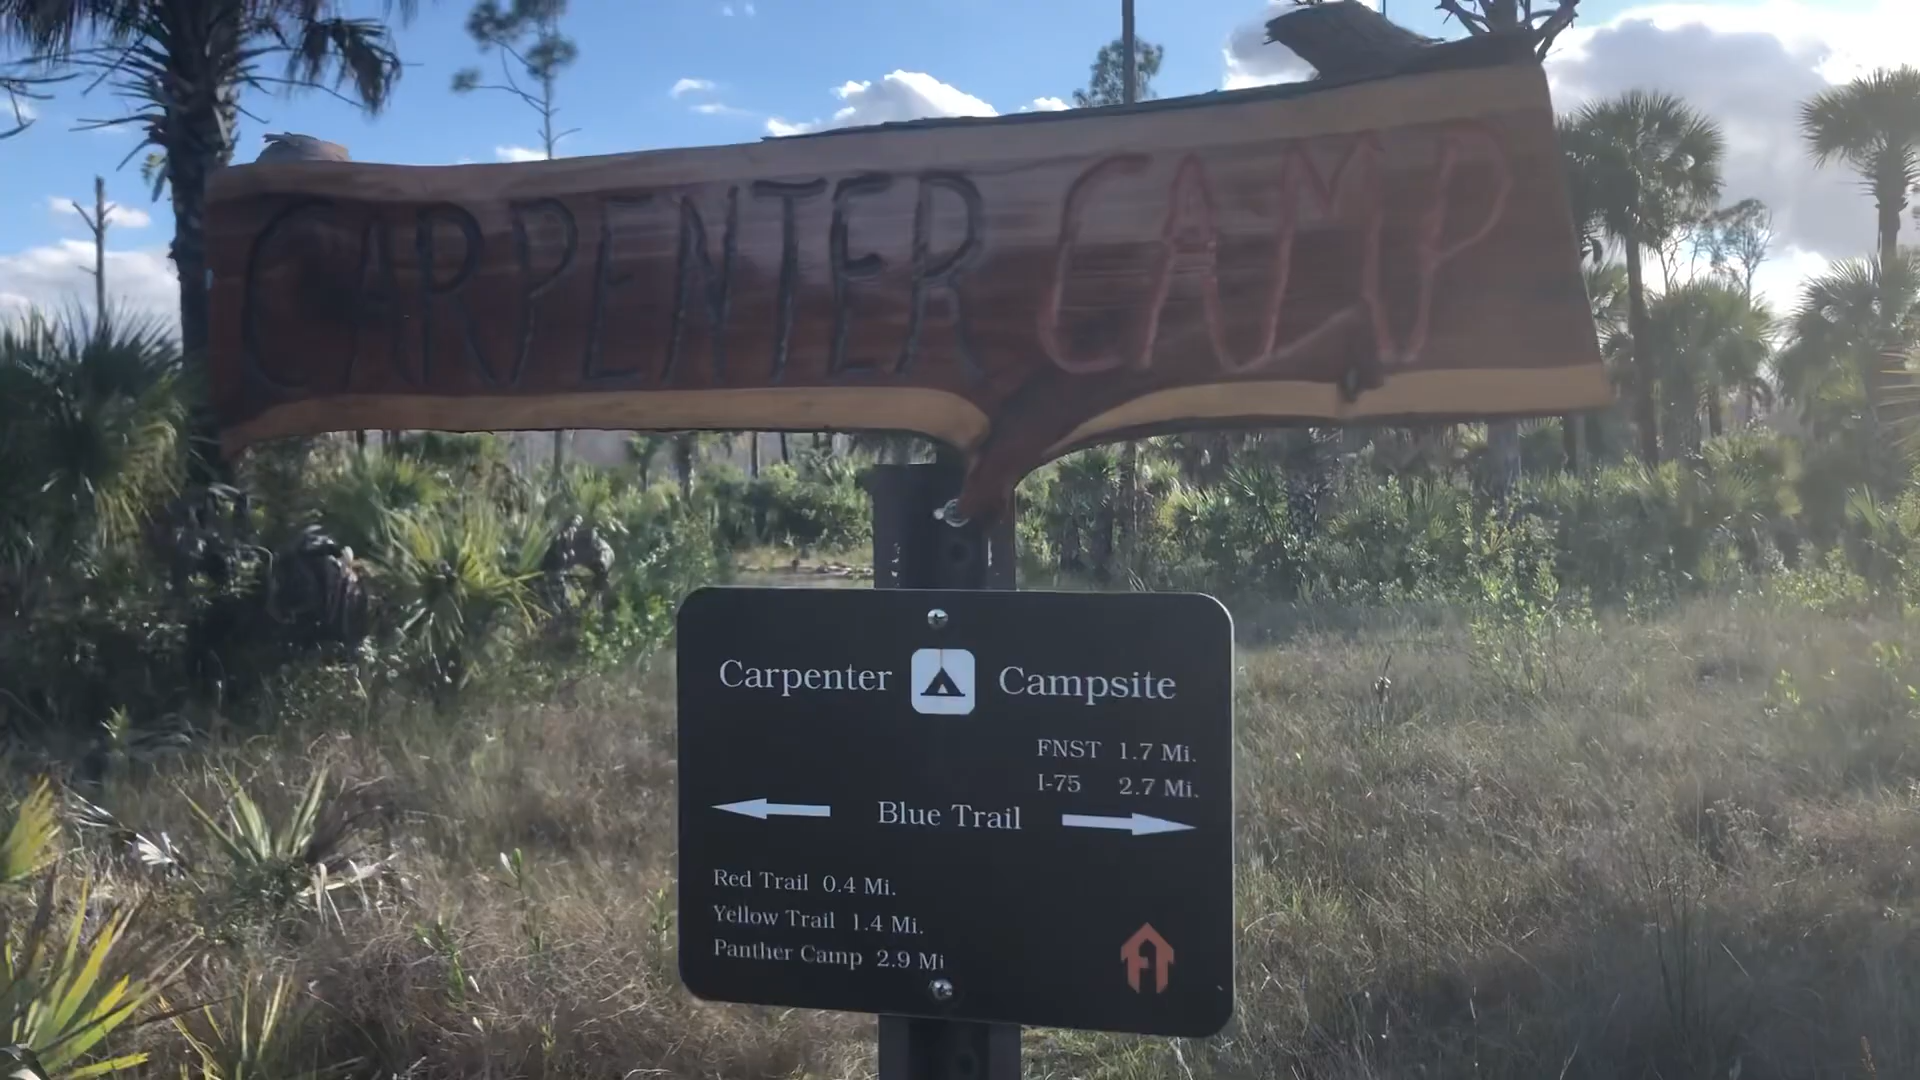 CARPENTER CAMP
Carpenter Campsite
FNST 1.7 Mi.
I-75 2.7 Mi.
Blue Trail
Red Trail 0.4 Mi.
Yellow Trail 1.4 Mi.
Panther Camp 2.9 Mi